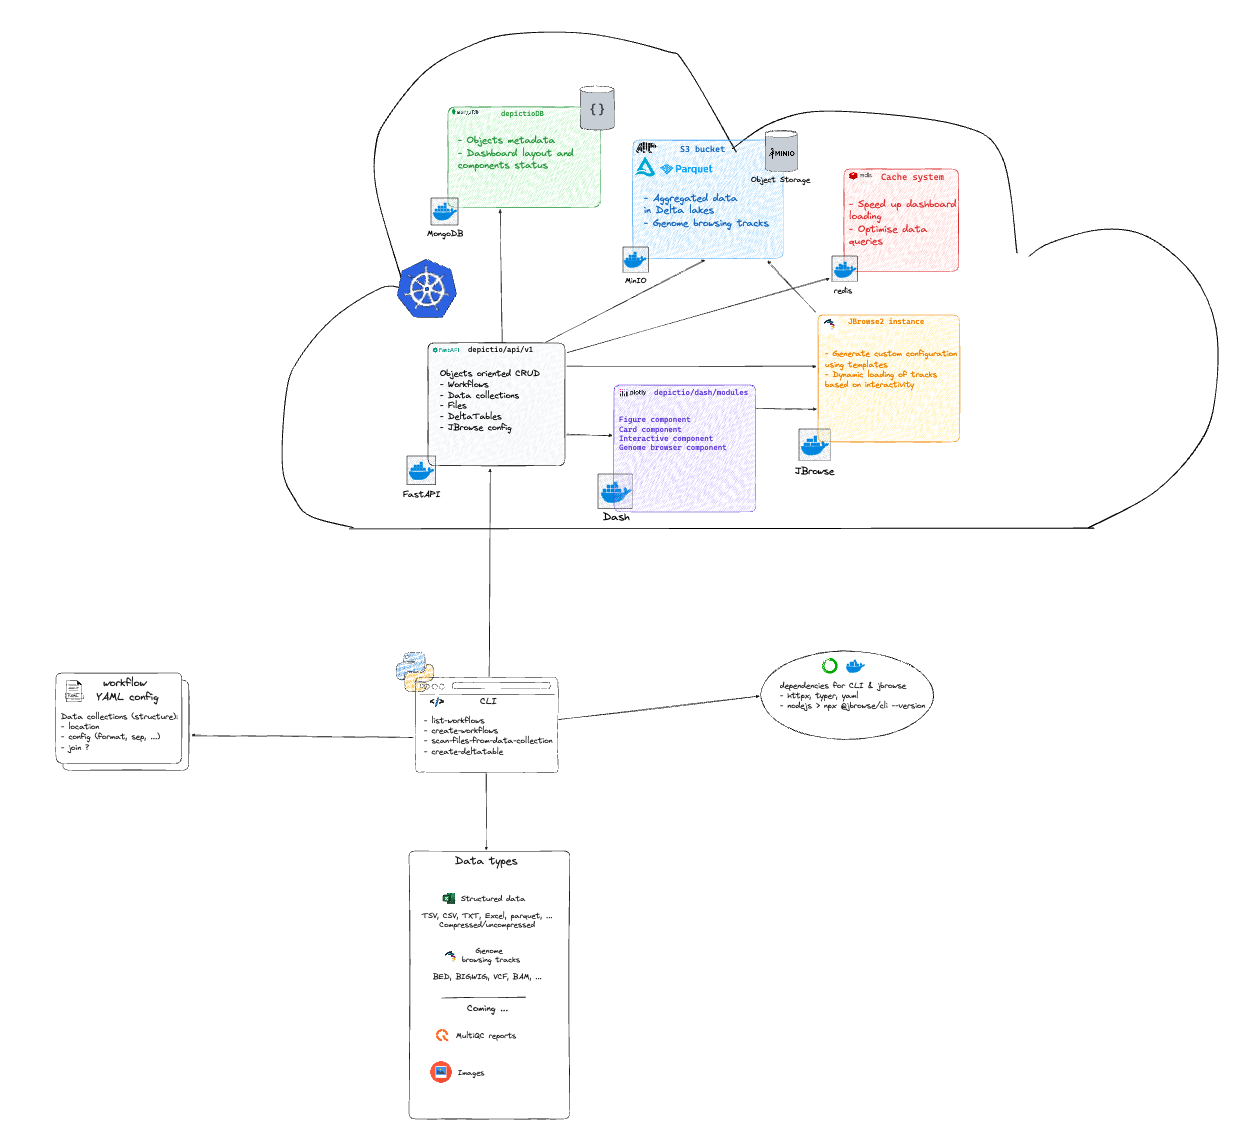 mongoDB
depictioDB
{ }
- Objects metadata
- Dashboard layout and
components status
MongoDB
S3 bucket
Parquet
MINIO
Object Storage
- Aggregated data
in Delta lakes
- Genome browsing tracks
MinIO
redis
Cache system
- Speed up dashboard
loading
- Optimise data
queries
redis
JBrowse2 instance
- Generate custom configuration
using templates
- Dynamic loading of tracks
based on interactivity
JBrowse
FastAPI
depictio/api/v1
Objects oriented CRUD
- Workflows
- Data collections
- Files
- DeltaTables
- JBrowse config
FastAPI
plotly
depictio/dash/modules
Figure component
Card component
Interactive component
Genome browser component
Dash
workflow
YAML config
YAML
Data collections (structure):
- location
- config (format, sep, ...)
- join ?
</>
CLI
- list-workflows
- create-workflows
- scan-files-from-data-collection
- create-deltatable
dependencies for CLI & jbrowse
- httpx, typer, yaml
- nodejs > npx @jbrowse/cli --version
Data types
Structured data
TSV, CSV, TXT, Excel, parquet, ...
Compressed/uncompressed
Genome
browsing tracks
BED, BIGWIG, VCF, BAM, ...
Coming ...
MultiQC reports
Images